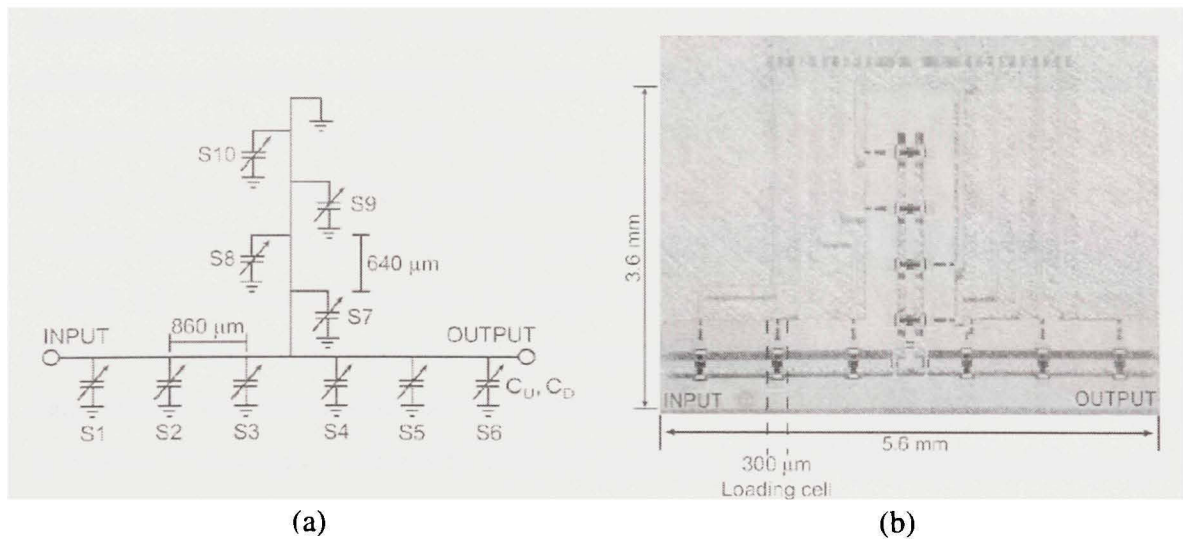 S10
S9
S8
640 µm
S7
INPUT
860 µm
OUTPUT
C_U, C_D
S1 S2 S3 S4 S5 S6
3.6 mm
INPUT
OUTPUT
5.6 mm
300 µm
Loading cell
(a)
(b)